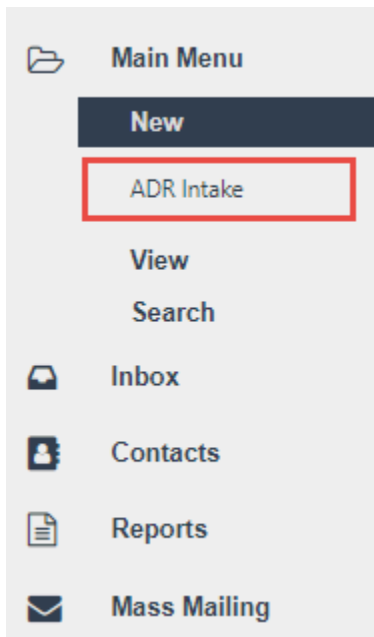 Main Menu
New
ADR Intake
View
Search
Inbox
Contacts
Reports
Mass Mailing